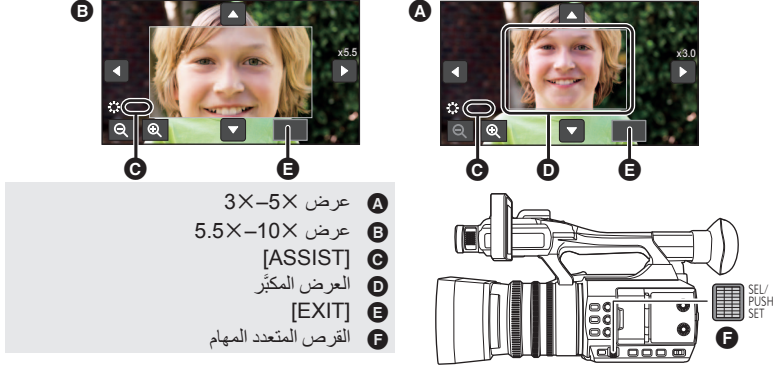 A
x3.0
C
D
E
B
x5.5
C
E
SEL/
PUSH
SET
F
A عرض ×5–×3
B عرض ×10–×5.5
C [ASSIST]
D العرض المكبَّر
E [EXIT]
F القرص المتعدد المهام